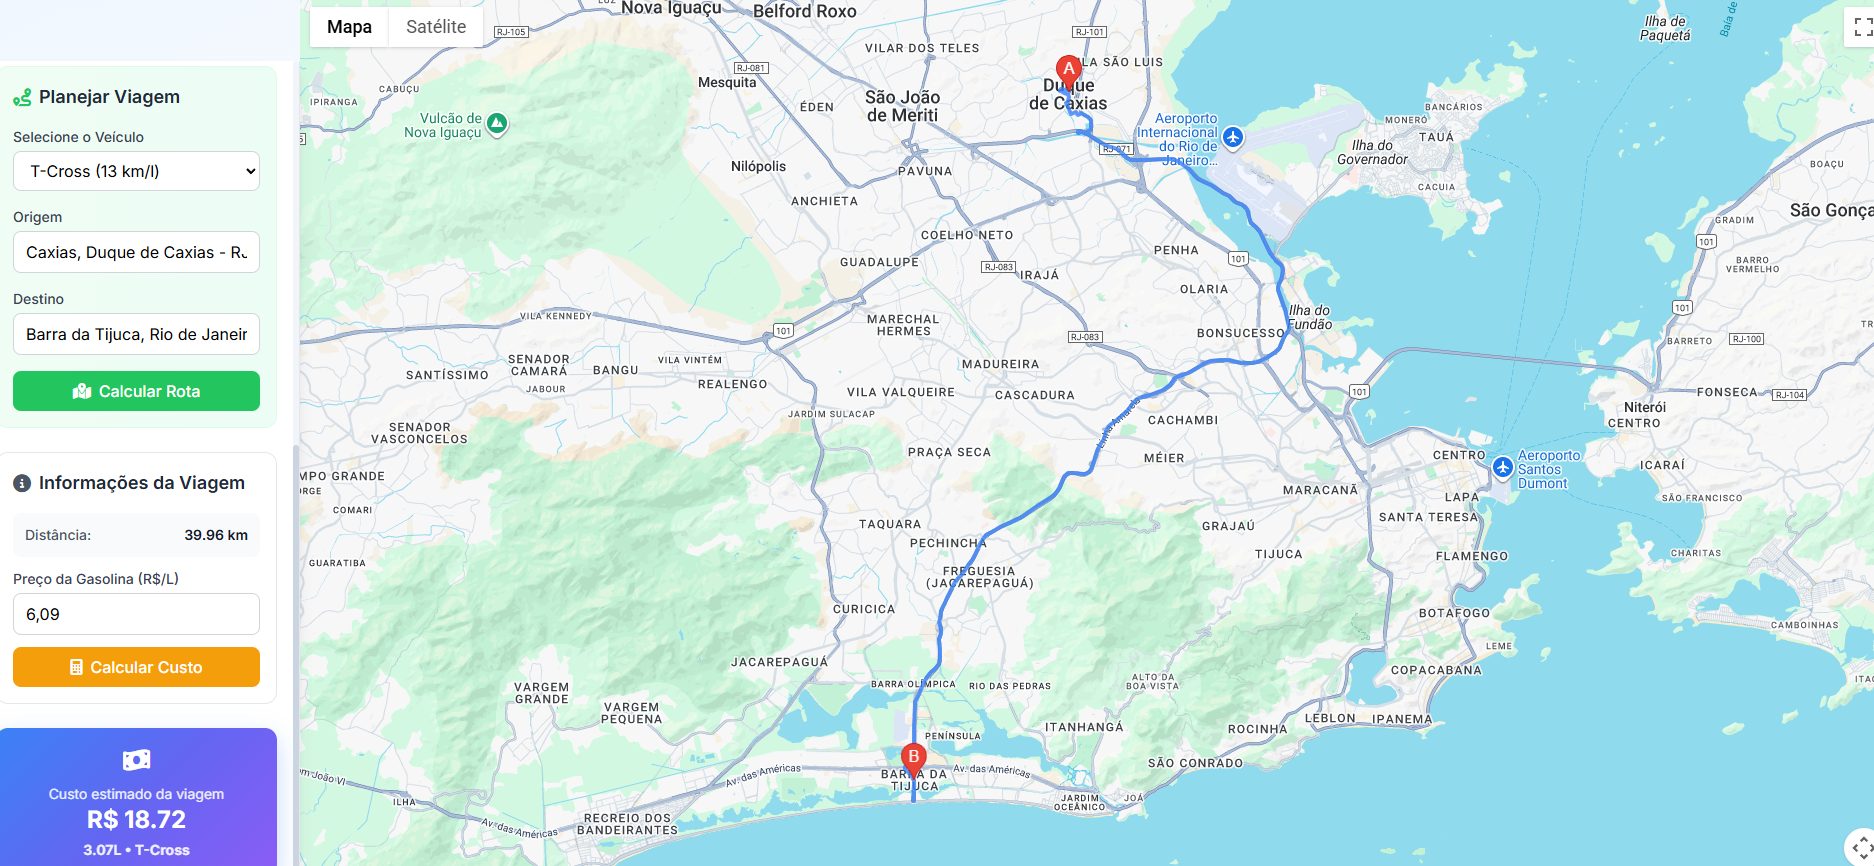 Planejar Viagem
Selecione o Veículo
T-Cross (13 km/l)
Origem
Caxias, Duque de Caxias - RJ
Destino
Barra da Tijuca, Rio de Janeir
Calcular Rota
Informações da Viagem
Distância: 39.96 km
Preço da Gasolina (R$/L)
6,09
Calcular Custo
Custo estimado da viagem
R$ 18.72
3.07L • T-Cross
Mapa Satélite
Nova Iguaçu
Belford Roxo
RJ-105
RJ-101
Ilha de
Paquetá
Baía de
VILAR DOS TELES
A
LA SÃO LUIS
RJ-081
Mesquita
CABUÇU
IPIRANGA
Duque
de Caxias
ÉDEN
São João
de Meriti
Vulcão de
Nova Iguaçu
Aeroporto
Internacional
do Rio de
Janeiro...
BANCÁRIOS
MONERÓ
TAUÁ
Ilha do
Governador
CACUIA
RJ-071
Nilópolis
PAVUNA
BOAÇU
ANCHIETA
São Gonça
GRADIM
COELHO NETO
PENHA
101
101
GUADALUPE
RJ-083
IRAJÁ
BARRO
VERMELHO
OLARIA
VILA KENNEDY
101
MARECHAL
HERMES
RJ-083
BONSUCESSO
Ilha do
Fundão
101
BARRETO
RJ-100
TR
SENADOR
CAMARÁ
VILA VINTÉM
MADUREIRA
SANTÍSSIMO
BANGU
JABOUR
REALENGO
VILA VALQUEIRE
CASCADURA
101
FONSECA
RJ-104
JARDIM SULACAP
Linha Amarela
CACHAMBI
Niterói
CENTRO
SENADOR
VASCONCELOS
PRAÇA SECA
MÉIER
CENTRO
Aeroporto
Santos
Dumont
ICARAÍ
MPO GRANDE
ORGE
MARACANÃ
LAPA
SÃO FRANCISCO
COMARI
TAQUARA
GRAJAÚ
SANTA TERESA
PECHINCHA
TIJUCA
FLAMENGO
CHARITAS
GUARATIBA
FREGUESIA
(JACAREPAGUÁ)
CURICICA
BOTAFOGO
CAMBOINHAS
LEME
JACAREPAGUÁ
COPACABANA
BARRA OLÍMPICA
RIO DAS PEDRAS
ALTO DA
BOA VISTA
ITAC
VARGEM
GRANDE
VARGEM
PEQUENA
ITANHANGÁ
ROCINHA
LEBLON
IPANEMA
PENÍNSULA
B
BARRA DA
TIJUCA
Av. das Américas
Av. das Américas
SÃO CONRADO
em João VI
ILHA
JARDIM
OCEÂNICO
JOÁ
Av. das Américas
RECREIO DOS
BANDEIRANTES